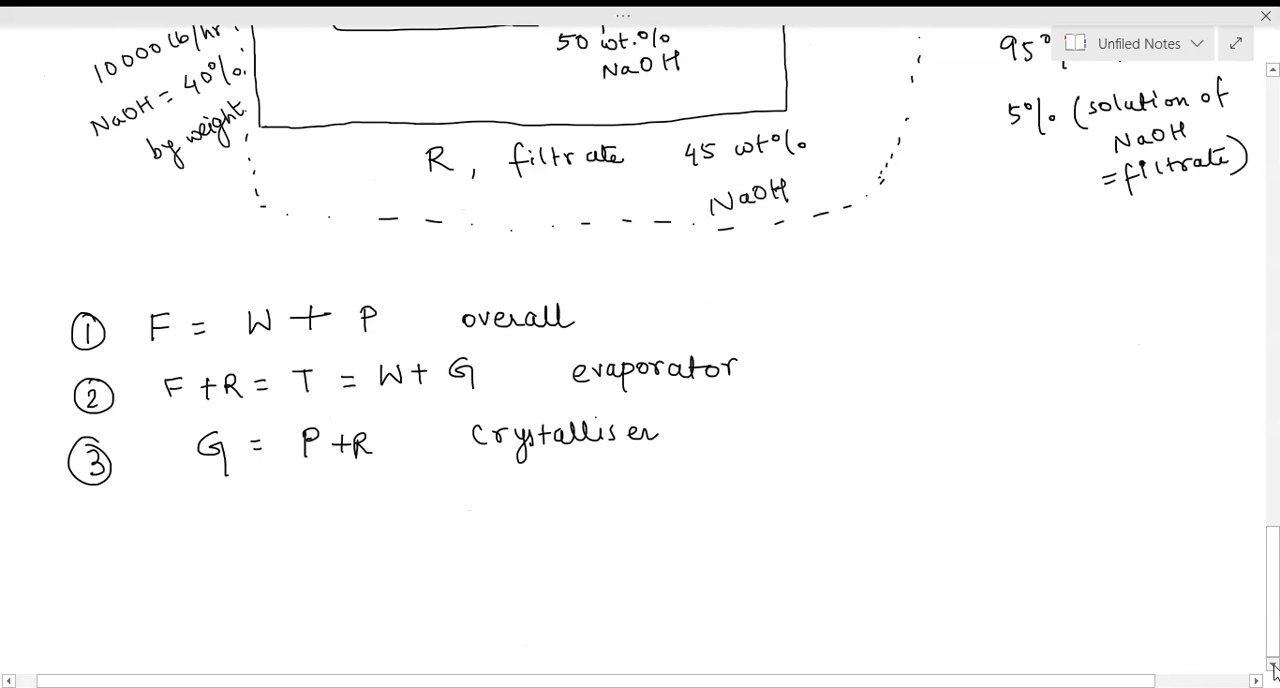 10000 lb/hr
NaOH = 40%.
by weight.
50 wt.%
NaOH
R, filtrate 45 wt%
NaOH
95%
Unfiled Notes
5% (solution of
NaOH
= filtrate)
① F = W + P overall
② F + R = T = W + G evaporator
③ G = P + R crystalliser